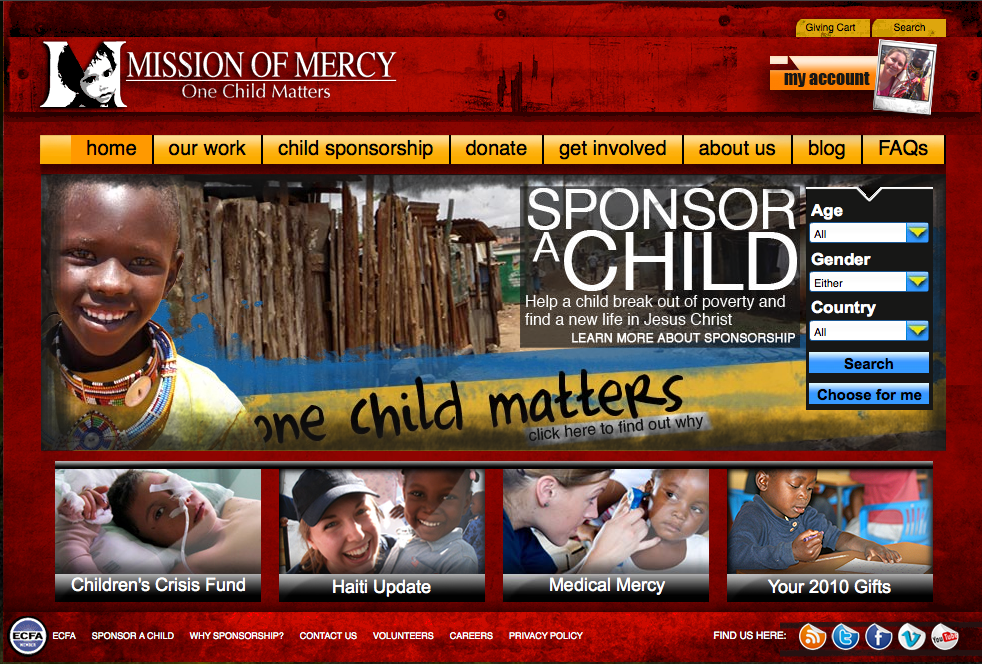 Giving Cart
Search
MISSION OF MERCY
One Child Matters
my account
home
our work
child sponsorship
donate
get involved
about us
blog
FAQs
SPONSOR
A CHILD
Help a child break out of poverty and
find a new life in Jesus Christ
LEARN MORE ABOUT SPONSORSHIP
Age
All
Gender
Either
Country
All
Search
Choose for me
one child matters
click here to find out why
Children's Crisis Fund
Haiti Update
Medical Mercy
Your 2010 Gifts
ECFA
MEMBER
ECFA
SPONSOR A CHILD
WHY SPONSORSHIP?
CONTACT US
VOLUNTEERS
CAREERS
PRIVACY POLICY
FIND US HERE:
You Tube